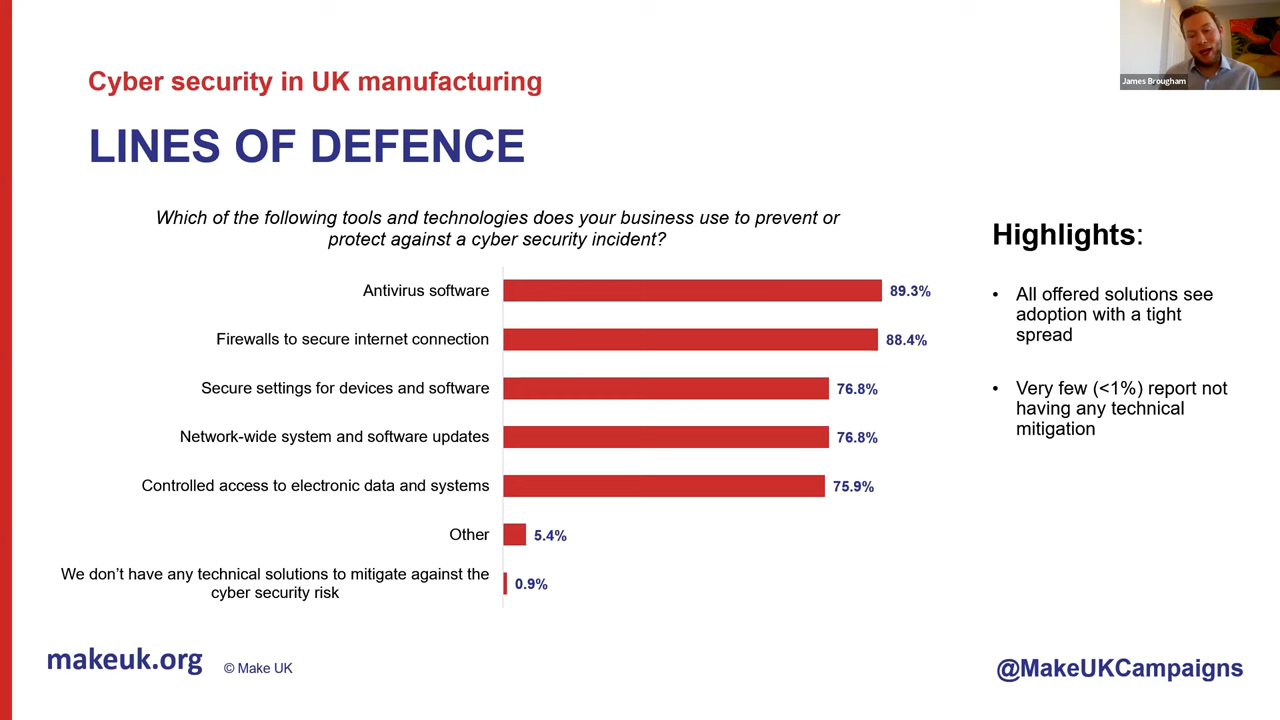 James Brougham
Cyber security in UK manufacturing
LINES OF DEFENCE
Which of the following tools and technologies does your business use to prevent or
protect against a cyber security incident?
Antivirus software 89.3%
Firewalls to secure internet connection 88.4%
Secure settings for devices and software 76.8%
Network-wide system and software updates 76.8%
Controlled access to electronic data and systems 75.9%
Other 5.4%
We don’t have any technical solutions to mitigate against the
cyber security risk
0.9%
Highlights:
• All offered solutions see
adoption with a tight
spread
• Very few (<1%) report not
having any technical
mitigation
makeuk.org
© Make UK
@MakeUKCampaigns